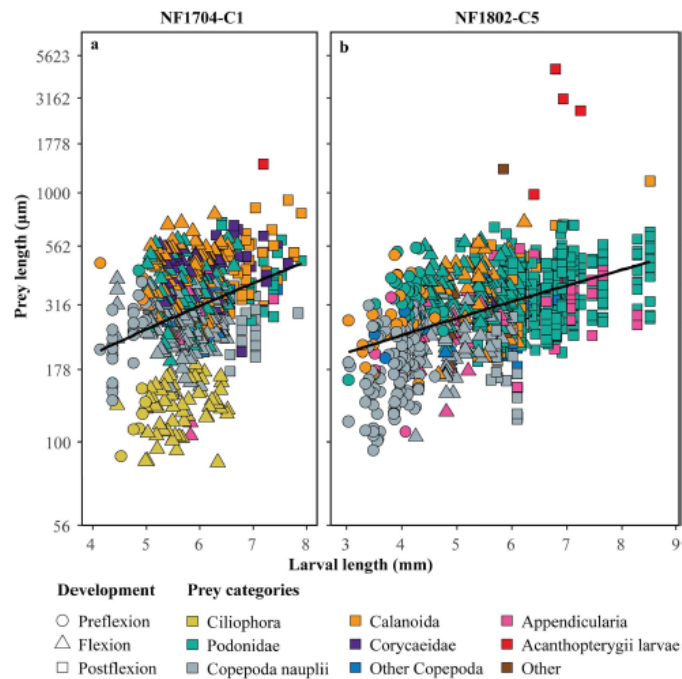 NF1704-C1 NF1802-C5
a b
5623
3162
1778
1000
562
316
178
100
56
Prey length (µm)
4 5 6 7 8 3 4 5 6 7 8 9
Larval length (mm)
Development Prey categories
Preflexion Ciliophora Calanoida Appendicularia
Flexion Podonidae Corycaeidae Acanthopterygii larvae
Postflexion Copepoda nauplii Other Copepoda Other